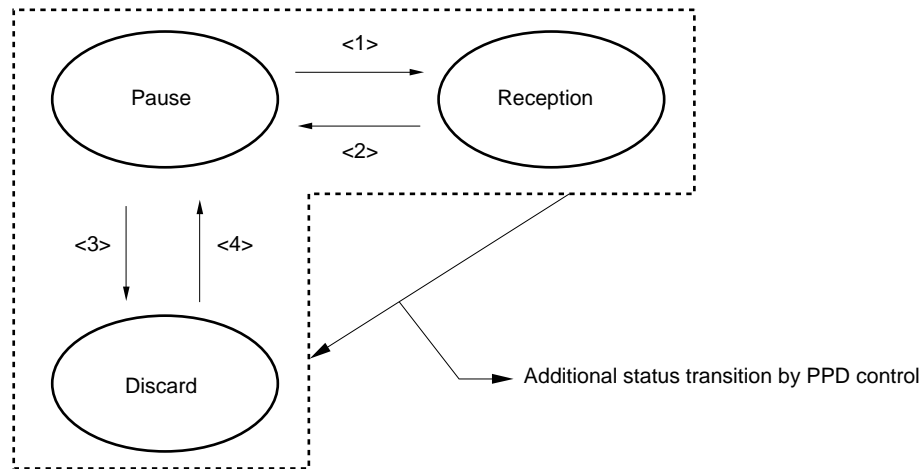 <1>
Pause
Reception
<2>
<3>
<4>
Discard
Additional status transition by PPD control